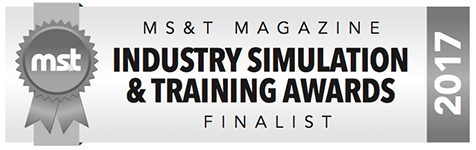 mst
MS&T MAGAZINE
INDUSTRY SIMULATION
& TRAINING AWARDS
FINALIST
2017